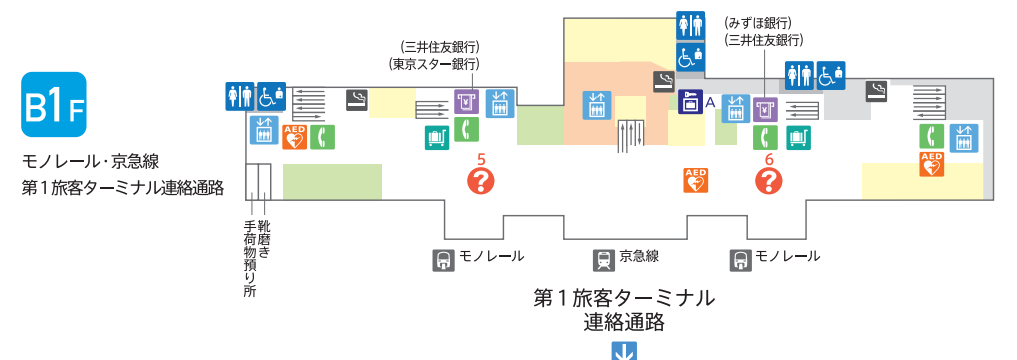 B1F
モノレール・京急線
第1旅客ターミナル連絡通路
(三井住友銀行)
(東京スター銀行)
(みずほ銀行)
(三井住友銀行)
¥
¥
A
AED
5
?
AED
6
?
AED
靴磨き
手荷物預り所
モノレール
京急線
モノレール
第1旅客ターミナル
連絡通路